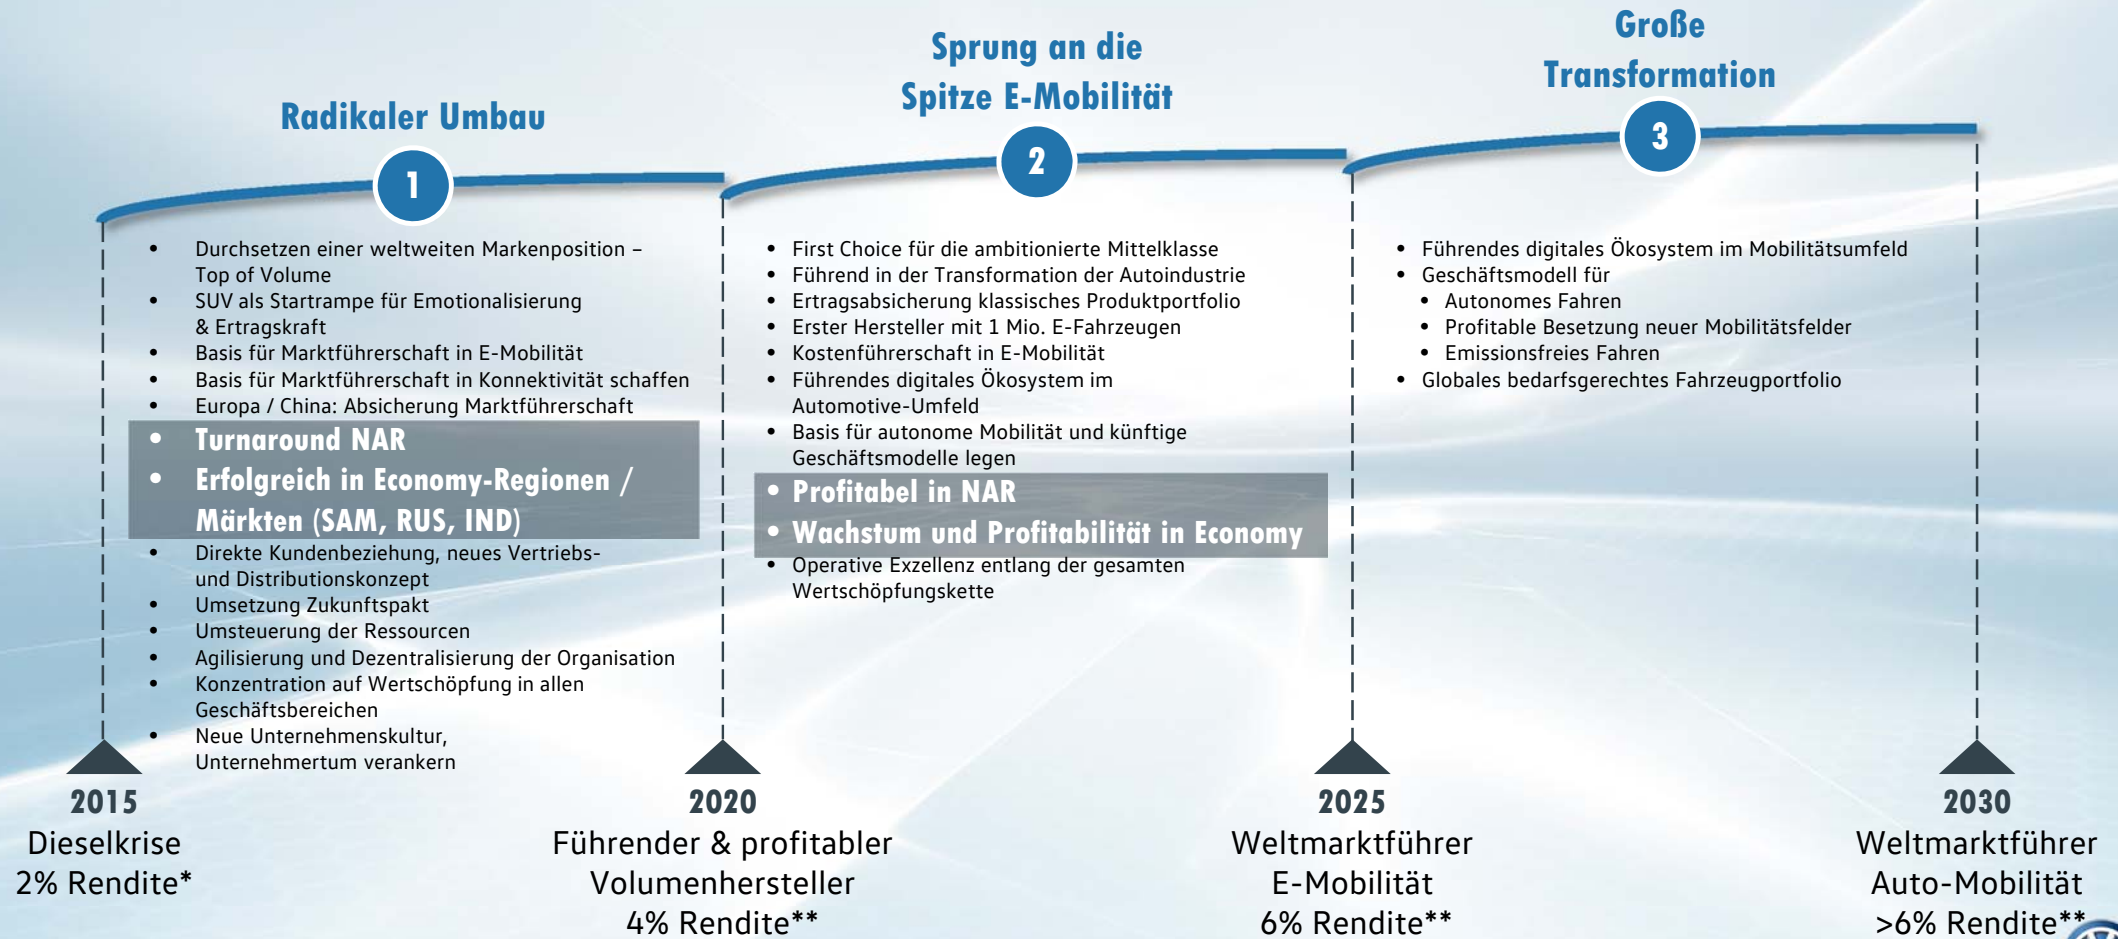 Radikaler Umbau
1
• Durchsetzen einer weltweiten Markenposition –
Top of Volume
• SUV als Startrampe für Emotionalisierung
& Ertragskraft
• Basis für Marktführerschaft in E-Mobilität
• Basis für Marktführerschaft in Konnektivität schaffen
• Europa / China: Absicherung Marktführerschaft
• Turnaround NAR
• Erfolgreich in Economy-Regionen /
Märkten (SAM, RUS, IND)
• Direkte Kundenbeziehung, neues Vertriebs-
und Distributionskonzept
• Umsetzung Zukunftspakt
• Umsteuerung der Ressourcen
• Agilisierung und Dezentralisierung der Organisation
• Konzentration auf Wertschöpfung in allen
Geschäftsbereichen
• Neue Unternehmenskultur,
Unternehmertum verankern
Sprung an die
Spitze E-Mobilität
2
• First Choice für die ambitionierte Mittelklasse
• Führend in der Transformation der Autoindustrie
• Ertragsabsicherung klassisches Produktportfolio
• Erster Hersteller mit 1 Mio. E-Fahrzeugen
• Kostenführerschaft in E-Mobilität
• Führendes digitales Ökosystem im
Automotive-Umfeld
• Basis für autonome Mobilität und künftige
Geschäftsmodelle legen
• Profitabel in NAR
• Wachstum und Profitabilität in Economy
• Operative Exzellenz entlang der gesamten
Wertschöpfungskette
Große
Transformation
3
• Führendes digitales Ökosystem im Mobilitätsumfeld
• Geschäftsmodell für
• Autonomes Fahren
• Profitable Besetzung neuer Mobilitätsfelder
• Emissionsfreies Fahren
• Globales bedarfsgerechtes Fahrzeugportfolio
2015
Dieselkrise
2% Rendite*
2020
Führender & profitabler
Volumenhersteller
4% Rendite**
2025
Weltmarktführer
E-Mobilität
6% Rendite**
2030
Weltmarktführer
Auto-Mobilität
>6% Rendite**